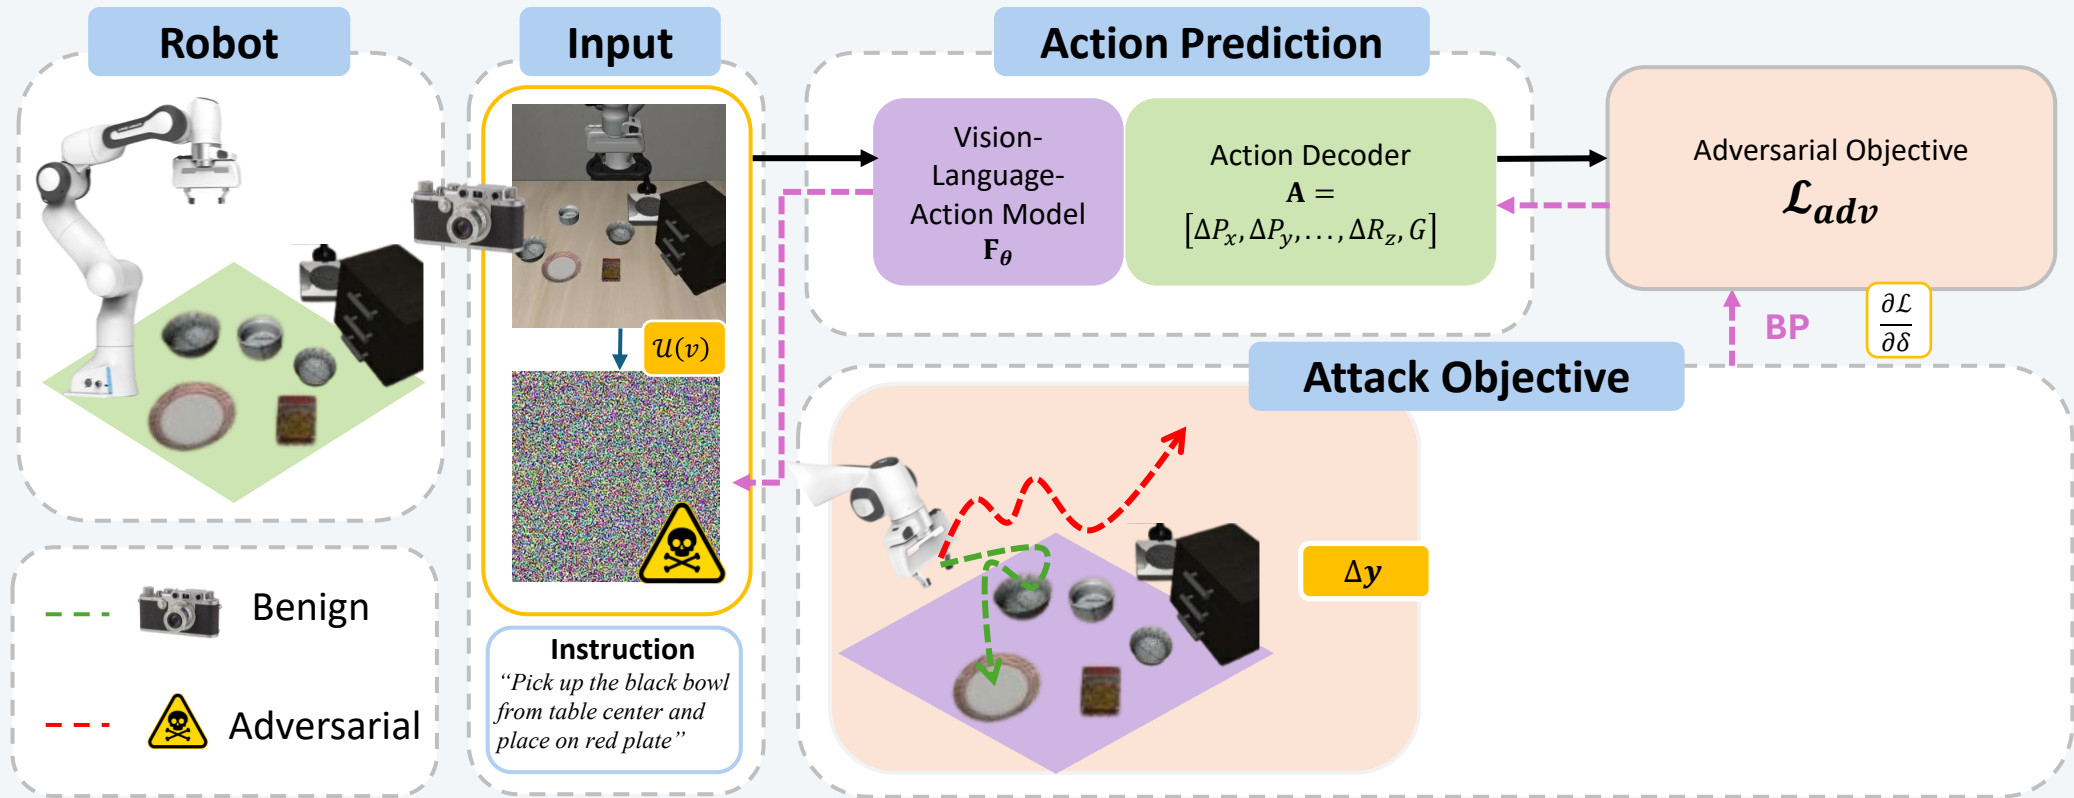 Robot
Input
Action Prediction
Vision-
Language-
Action Model
F_θ
Action Decoder
A =
[ΔP_x, ΔP_y, . . . , ΔR_z, G]
Adversarial Objective
ℒ_adv
𝒰(v)
BP
∂ℒ
∂δ
Attack Objective
Δy
Benign
Adversarial
Instruction
“Pick up the black bowl
from table center and
place on red plate”